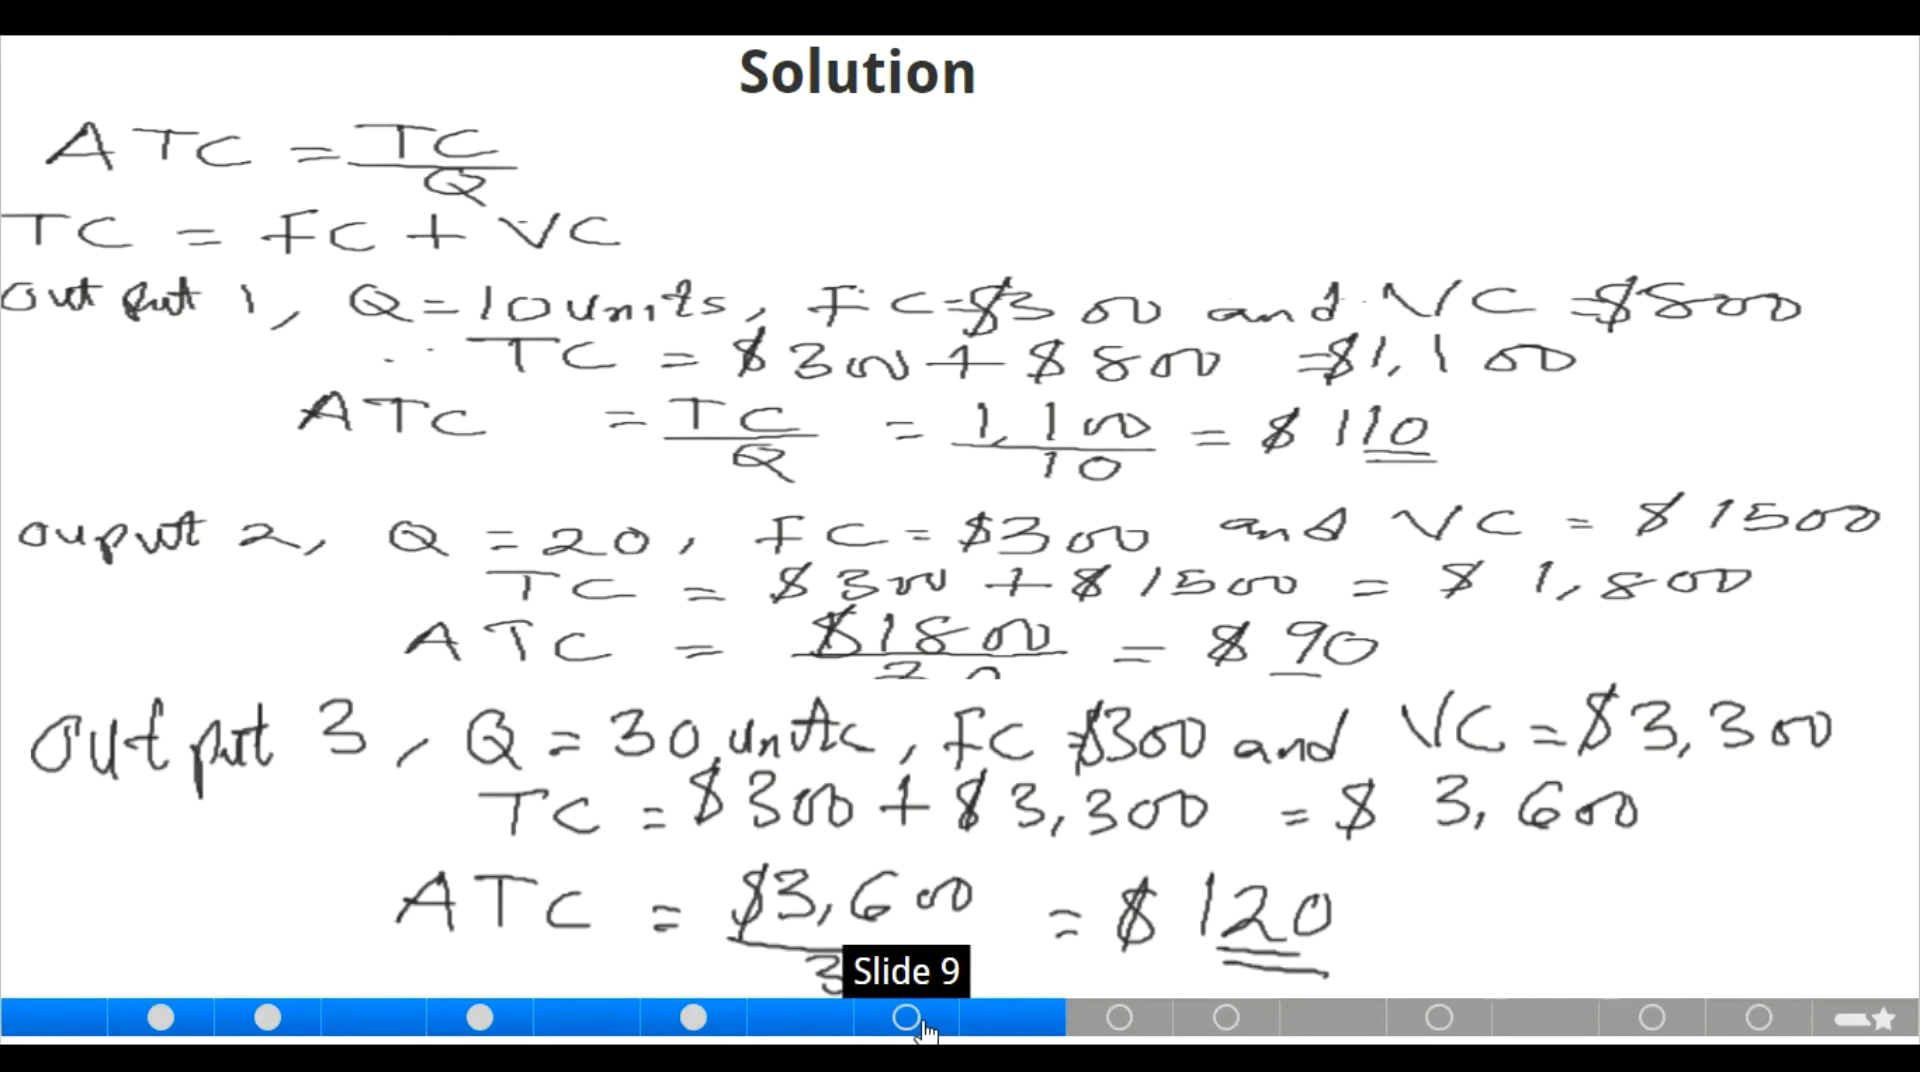 Solution
ATC = TC/Q
TC = FC + VC
Output 1, Q = 10 units, FC = $300 and VC = $800
∴ TC = $300 + $800 = $1,100
ATC = TC/Q = 1,100/10 = $110
ouput 2, Q = 20, FC = $300 and VC = $1500
TC = $300 + $1500 = $1,800
ATC = $1800/20 = $90
Output 3, Q = 30 units, FC = $300 and VC = $3,300
TC = $300 + $3,300 = $3,600
ATC = $3,600/3 = $120
Slide 9